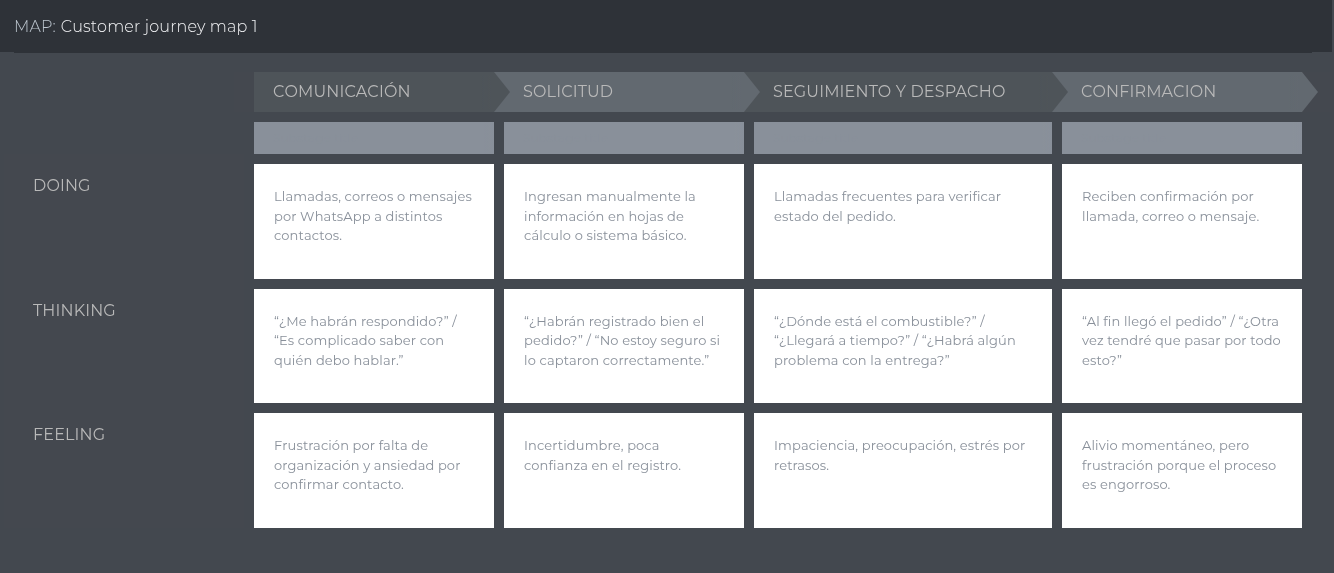 MAP: Customer journey map 1
COMUNICACIÓN
SOLICITUD
SEGUIMIENTO Y DESPACHO
CONFIRMACION
DOING
Llamadas, correos o mensajes
por WhatsApp a distintos
contactos.
Ingresan manualmente la
información en hojas de
cálculo o sistema básico.
Llamadas frecuentes para verificar
estado del pedido.
Reciben confirmación por
llamada, correo o mensaje.
THINKING
“¿Me habrán respondido?” /
“Es complicado saber con
quién debo hablar.”
“¿Habrán registrado bien el
pedido?” / “No estoy seguro si
lo captaron correctamente.”
“¿Dónde está el combustible?” /
“¿Llegará a tiempo?” / “¿Habrá algún
problema con la entrega?”
“Al fin llegó el pedido” / “¿Otra
vez tendré que pasar por todo
esto?”
FEELING
Frustración por falta de
organización y ansiedad por
confirmar contacto.
Incertidumbre, poca
confianza en el registro.
Impaciencia, preocupación, estrés por
retrasos.
Alivio momentáneo, pero
frustración porque el proceso
es engorroso.